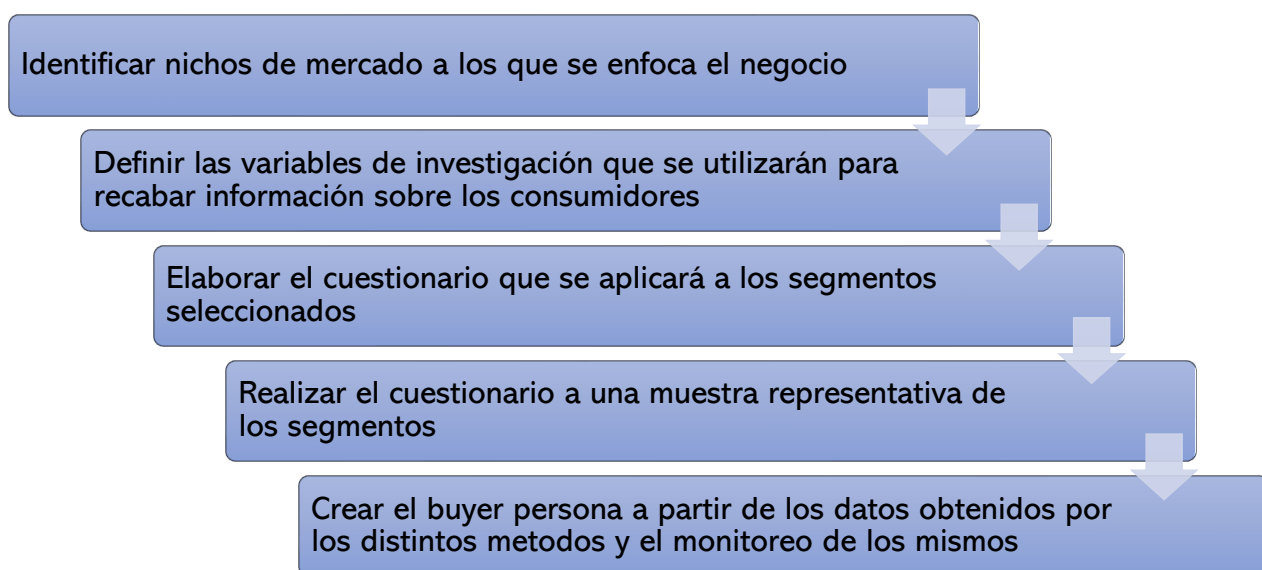 Identificar nichos de mercado a los que se enfoca el negocio
Definir las variables de investigación que se utilizarán para
recabar información sobre los consumidores
Elaborar el cuestionario que se aplicará a los segmentos
seleccionados
Realizar el cuestionario a una muestra representativa de
los segmentos
Crear el buyer persona a partir de los datos obtenidos por
los distintos metodos y el monitoreo de los mismos